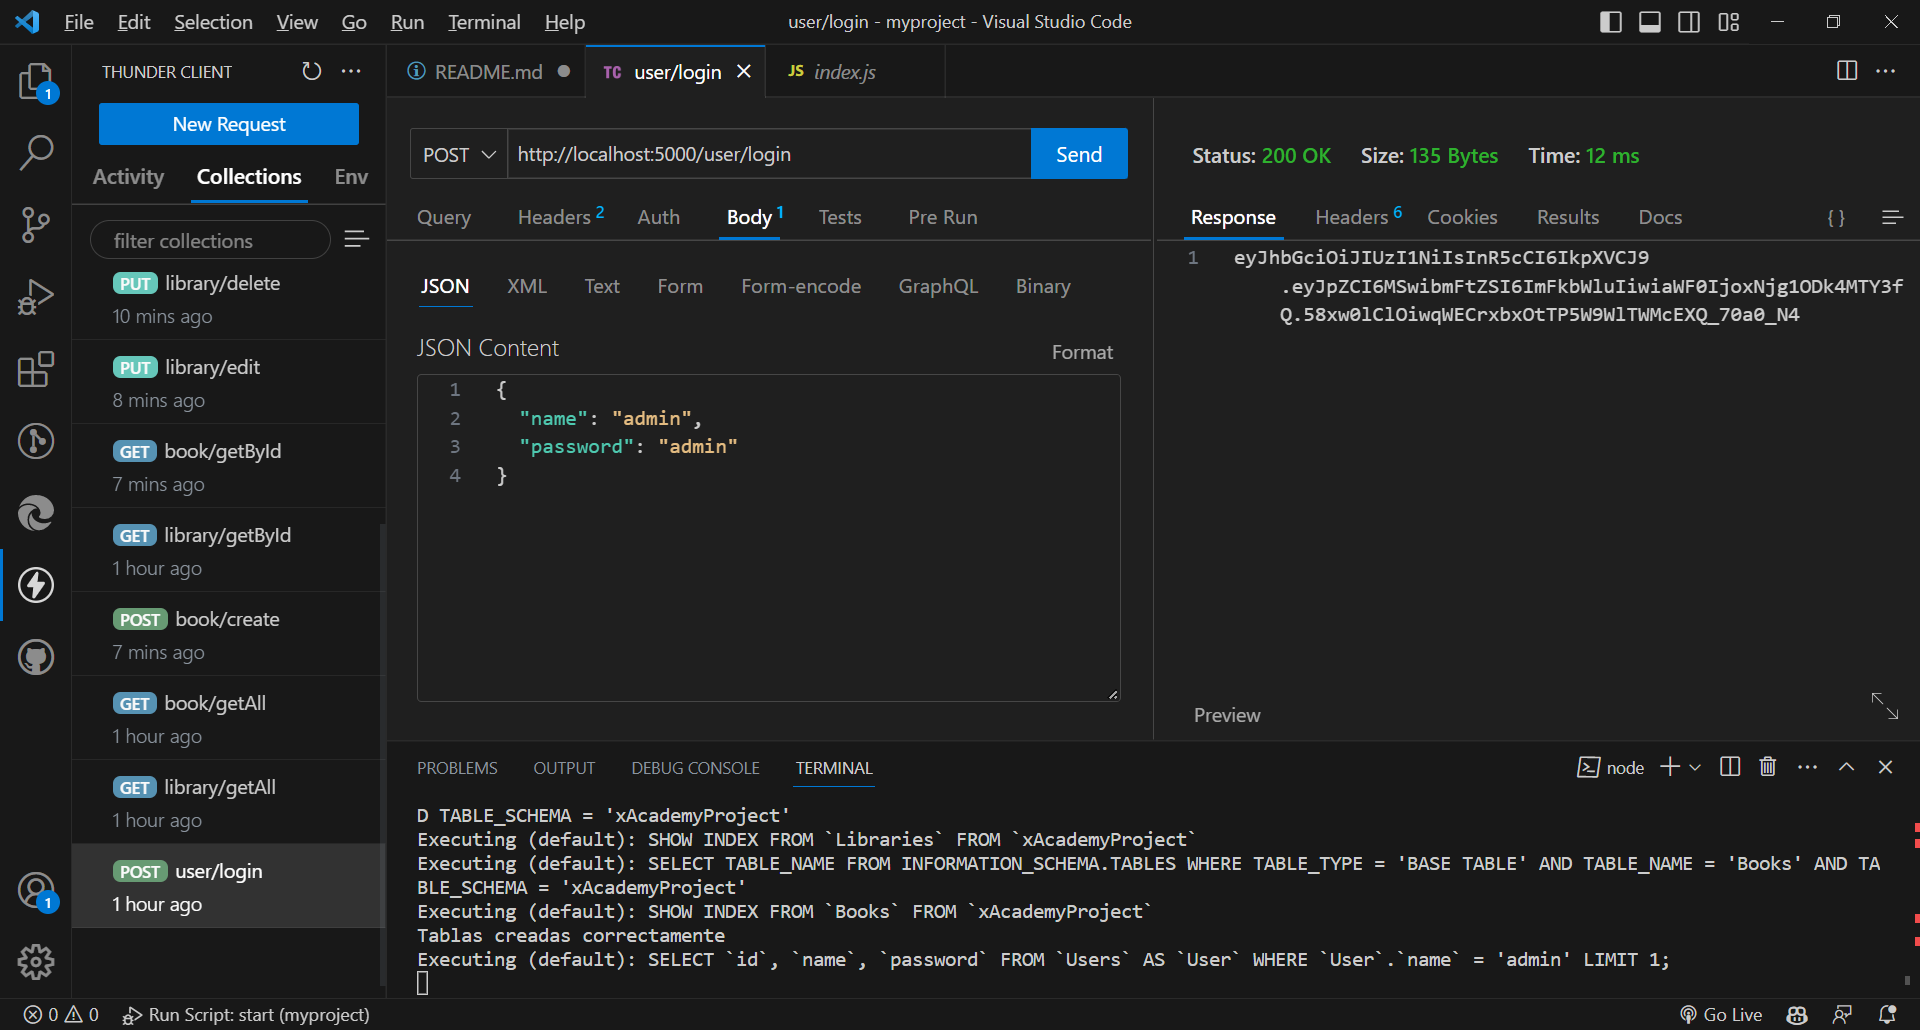 File Edit Selection View Go Run Terminal Help
user/login - myproject - Visual Studio Code
1
THUNDER CLIENT
New Request
Activity Collections Env
filter collections
PUT library/delete
10 mins ago
PUT library/edit
8 mins ago
GET book/getById
7 mins ago
GET library/getById
1 hour ago
POST book/create
7 mins ago
GET book/getAll
1 hour ago
GET library/getAll
1 hour ago
POST user/login
1 hour ago
1
README.md
TC user/login
JS index.js
POST http://localhost:5000/user/login Send
Query Headers 2 Auth Body 1 Tests Pre Run
JSON XML Text Form Form-encode GraphQL Binary
JSON Content
Format
1 {
2 "name": "admin",
3 "password": "admin"
4 }
Status: 200 OK Size: 135 Bytes Time: 12 ms
Response Headers 6 Cookies Results Docs { }
1 eyJhbGciOiJIUzI1NiIsInR5cCI6IkpXVCJ9
.eyJpZCI6MSwibmFtZSI6ImFkbWluIiwiaWF0IjoxNjg1ODk4MTY3f
Q.58xw0lClOiwqWECrxbxOtTP5W9WlTWMcEXQ_70a0_N4
Preview
PROBLEMS OUTPUT DEBUG CONSOLE TERMINAL
node
D TABLE_SCHEMA = 'xAcademyProject'
Executing (default): SHOW INDEX FROM `Libraries` FROM `xAcademyProject`
Executing (default): SELECT TABLE_NAME FROM INFORMATION_SCHEMA.TABLES WHERE TABLE_TYPE = 'BASE TABLE' AND TABLE_NAME = 'Books' AND TA
BLE_SCHEMA = 'xAcademyProject'
Executing (default): SHOW INDEX FROM `Books` FROM `xAcademyProject`
Tablas creadas correctamente
Executing (default): SELECT `id`, `name`, `password` FROM `Users` AS `User` WHERE `User`.`name` = 'admin' LIMIT 1;
0 0 Run Script: start (myproject)
Go Live